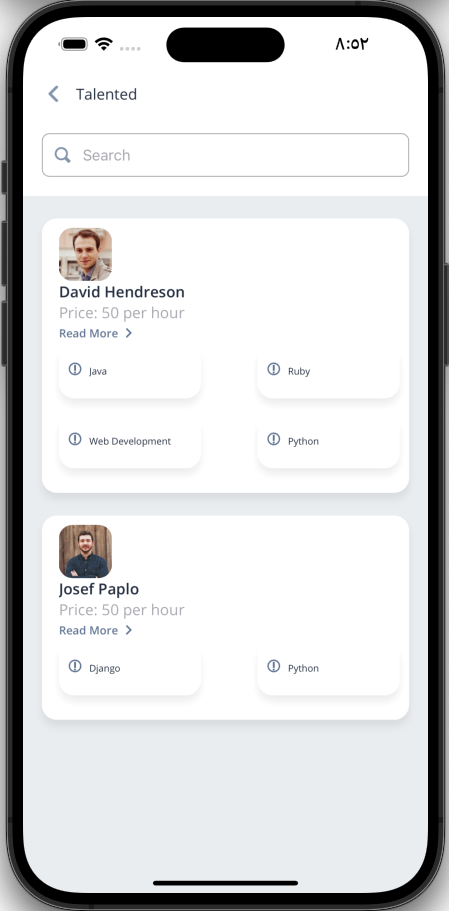 ٨:٥٢
Talented
Search
David Hendreson
Price: 50 per hour
Read More
Java
Ruby
Web Development
Python
Josef Paplo
Price: 50 per hour
Read More
Django
Python